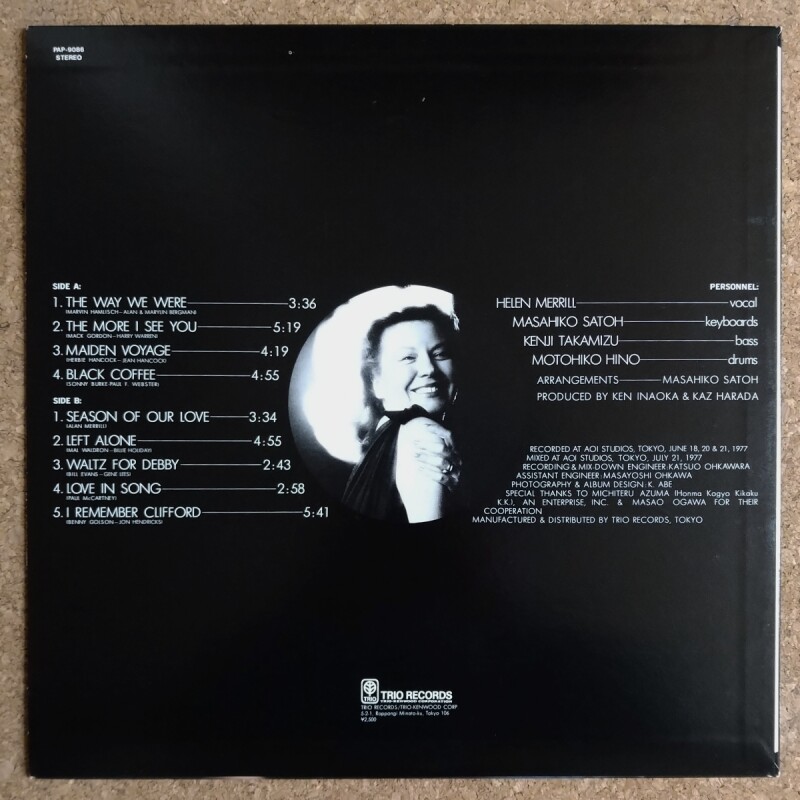 PAP-9086
STEREO
SIDE A:
1. THE WAY WE WERE 3:36
(MARVIN HAMLISCH–ALAN & MARYLIN BERGMAN)
2. THE MORE I SEE YOU 5:19
(MACK GORDON–HARRY WARREN)
3. MAIDEN VOYAGE 4:19
(HERBIE HANCOCK–JEAN HANCOCK)
4. BLACK COFFEE 4:55
(SONNY BURKE–PAUL F. WEBSTER)
SIDE B:
1. SEASON OF OUR LOVE 3:34
(ALAN MERRILL)
2. LEFT ALONE 4:55
(MAL WALDRON–BILLIE HOLIDAY)
3. WALTZ FOR DEBBY 2:43
(BILL EVANS–GENE LEES)
4. LOVE IN SONG 2:58
(PAUL McCARTNEY)
5. I REMEMBER CLIFFORD 5:41
(BENNY GOLSON–JON HENDRICKS)
PERSONNEL:
HELEN MERRILL vocal
MASAHIKO SATOH keyboards
KENJI TAKAMIZU bass
MOTOHIKO HINO drums
ARRANGEMENTS MASAHIKO SATOH
PRODUCED BY KEN INAOKA & KAZ HARADA
RECORDED AT AOI STUDIOS, TOKYO, JUNE 18, 20 & 21, 1977
MIXED AT AOI STUDIOS, TOKYO, JULY 21, 1977
RECORDING & MIX-DOWN ENGINEER: KATSUO OHKAWARA
ASSISTANT ENGINEER: MASAYOSHI OHKAWA
PHOTOGRAPHY & ALBUM DESIGN: K. ABE
SPECIAL THANKS TO MICHITERU AZUMA (Honma Kogyo Kikaku
K.K.), AN ENTERPRISE, INC. & MASAO OGAWA FOR THEIR
COOPERATION
MANUFACTURED & DISTRIBUTED BY TRIO RECORDS, TOKYO
TRIO
TRIO RECORDS
TRIO-KENWOOD CORPORATION
TRIO RECORDS/TRIO-KENWOOD CORP.
5-2-1, Roppongi Minato-ku, Tokyo 106
¥2,500